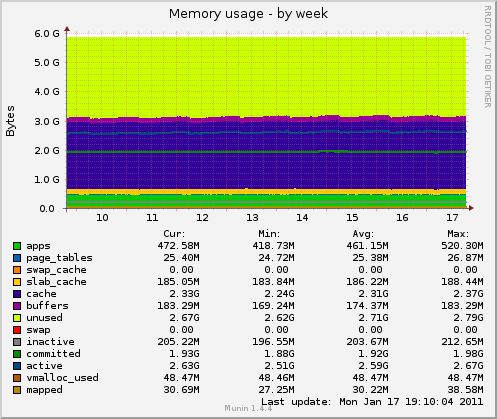 Memory usage - by week
RRDTOOL / TOBI OETIKER
Bytes
6.0 G
5.0 G
4.0 G
3.0 G
2.0 G
1.0 G
0.0
10 11 12 13 14 15 16 17
Cur: Min: Avg: Max:
apps 472.58M 418.73M 461.15M 520.30M
page_tables 25.40M 24.72M 25.38M 26.87M
swap_cache 0.00 0.00 0.00 0.00
slab_cache 185.05M 183.84M 186.22M 188.44M
cache 2.33G 2.24G 2.31G 2.37G
buffers 183.29M 169.24M 174.37M 183.29M
unused 2.67G 2.62G 2.71G 2.79G
swap 0.00 0.00 0.00 0.00
inactive 205.22M 196.55M 203.67M 212.65M
committed 1.93G 1.88G 1.92G 1.98G
active 2.63G 2.51G 2.59G 2.67G
vmalloc_used 48.47M 48.46M 48.47M 48.47M
mapped 30.69M 27.25M 30.22M 38.58M
Last update: Mon Jan 17 19:10:04 2011
Munin 1.4.4